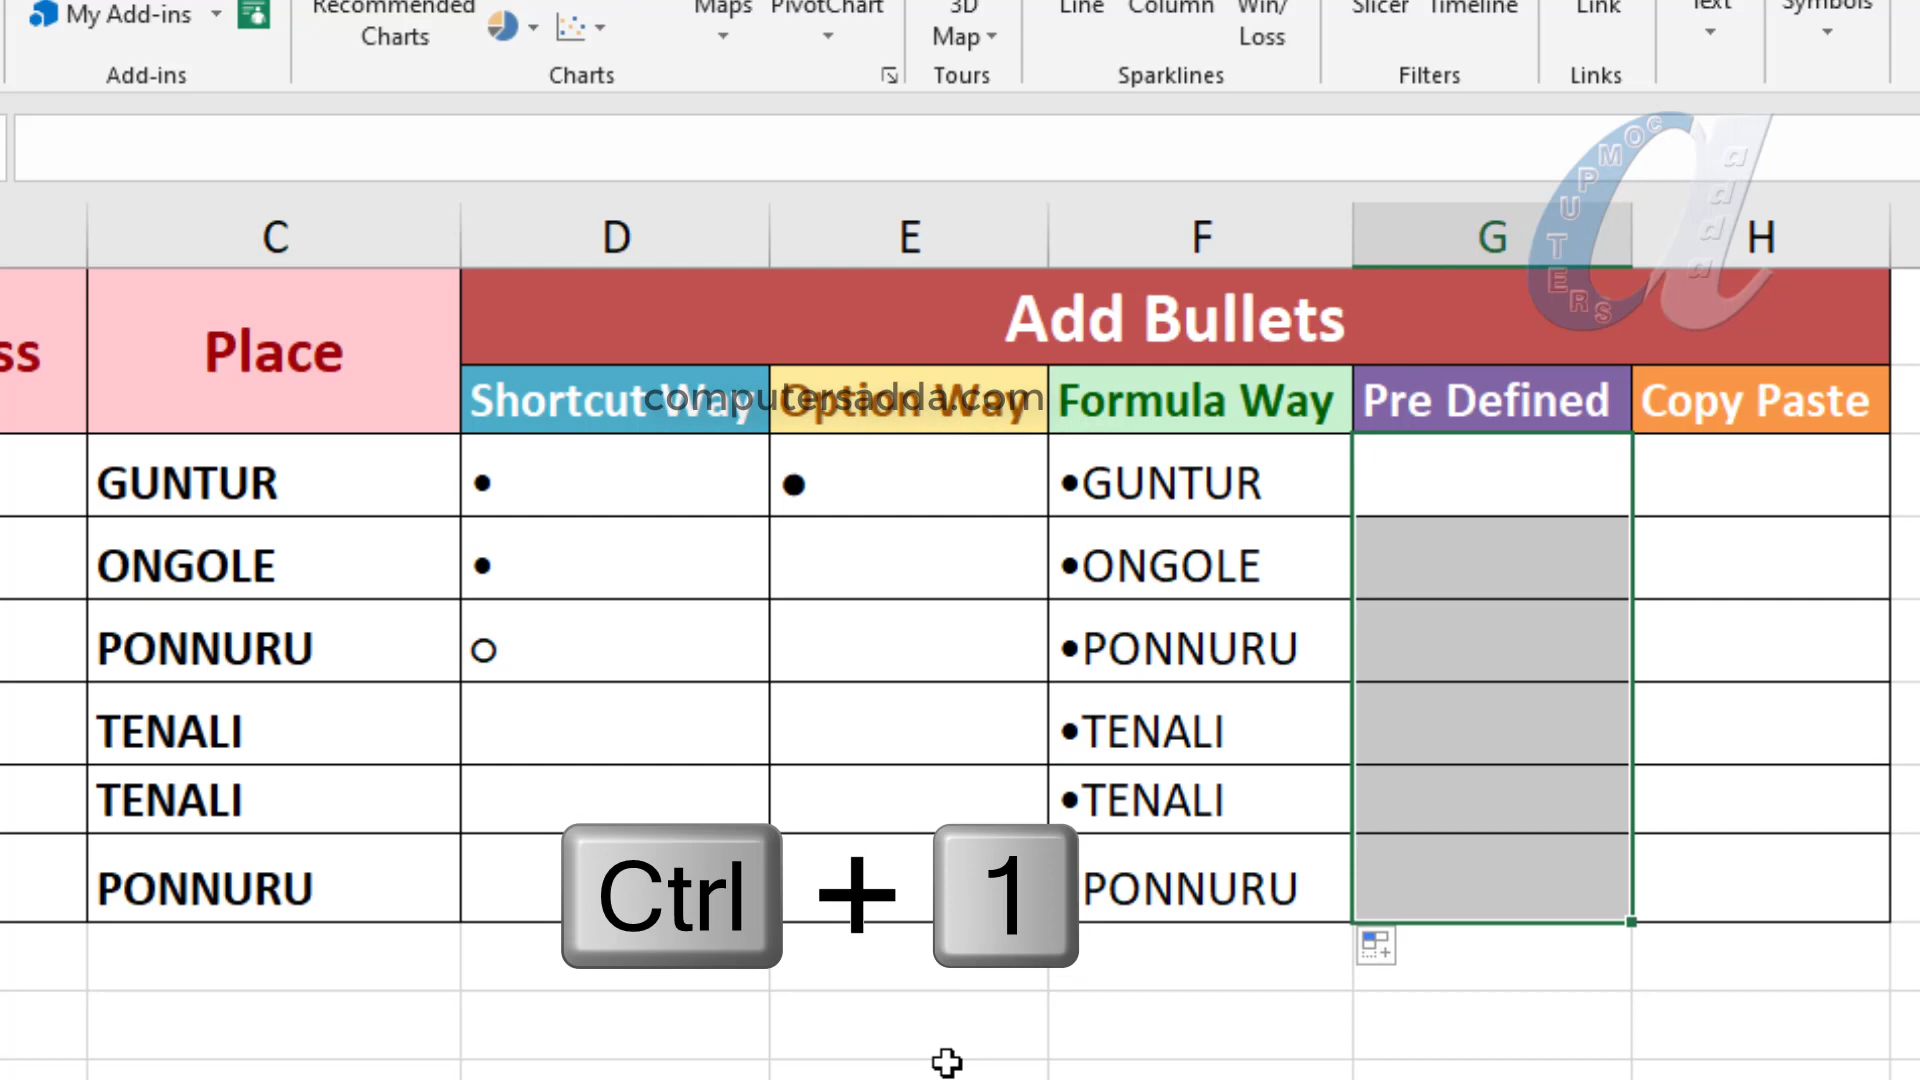 My Add-ins
Recommended
Charts
Maps
PivotChart
3D
Map
Line
Column
Win/
Loss
Slicer
Timeline
Link
Text
Symbols
Add-ins
Charts
Tours
Sparklines
Filters
Links
COMPUTERS
adda
C D E F G H
ss
Place
Add Bullets
Shortcut Way Option Way Formula Way Pre Defined Copy Paste
computersadda.com
GUNTUR • ● •GUNTUR
ONGOLE • •ONGOLE
PONNURU ○ •PONNURU
TENALI •TENALI
TENALI •TENALI
PONNURU PONNURU
Ctrl + 1